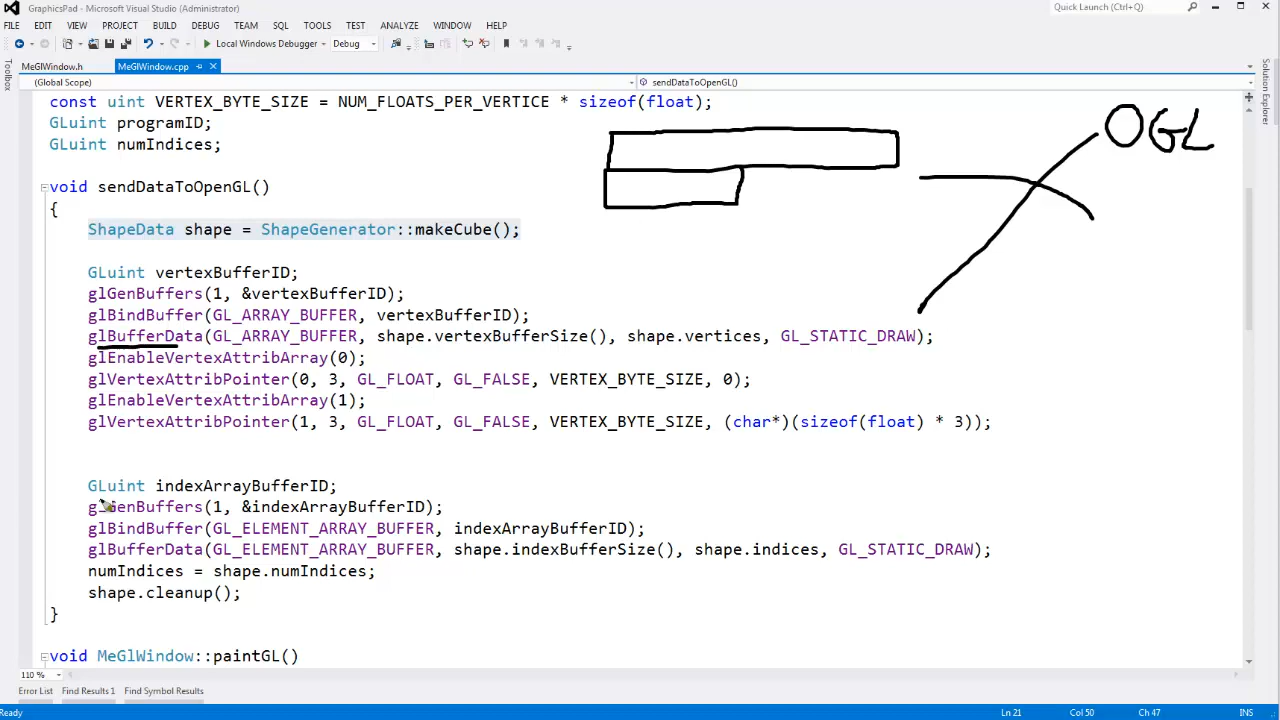 GraphicsPad - Microsoft Visual Studio (Administrator)
Quick Launch (Ctrl+Q)
FILE EDIT VIEW PROJECT BUILD DEBUG TEAM SQL TOOLS TEST ANALYZE WINDOW HELP
Local Windows Debugger Debug
MeGlWindow.h MeGlWindow.cpp
(Global Scope) sendDataToOpenGL()
Toolbox
Solution Explorer
const uint VERTEX_BYTE_SIZE = NUM_FLOATS_PER_VERTICE * sizeof(float);
GLuint programID;
GLuint numIndices;
OGL
void sendDataToOpenGL()
{
ShapeData shape = ShapeGenerator::makeCube();
GLuint vertexBufferID;
glGenBuffers(1, &vertexBufferID);
glBindBuffer(GL_ARRAY_BUFFER, vertexBufferID);
glBufferData(GL_ARRAY_BUFFER, shape.vertexBufferSize(), shape.vertices, GL_STATIC_DRAW);
glEnableVertexAttribArray(0);
glVertexAttribPointer(0, 3, GL_FLOAT, GL_FALSE, VERTEX_BYTE_SIZE, 0);
glEnableVertexAttribArray(1);
glVertexAttribPointer(1, 3, GL_FLOAT, GL_FALSE, VERTEX_BYTE_SIZE, (char*)(sizeof(float) * 3));
GLuint indexArrayBufferID;
glGenBuffers(1, &indexArrayBufferID);
glBindBuffer(GL_ELEMENT_ARRAY_BUFFER, indexArrayBufferID);
glBufferData(GL_ELEMENT_ARRAY_BUFFER, shape.indexBufferSize(), shape.indices, GL_STATIC_DRAW);
numIndices = shape.numIndices;
shape.cleanup();
}
void MeGlWindow::paintGL()
110 %
Error List Find Results 1 Find Symbol Results
Ready Ln 21 Col 50 Ch 47 INS